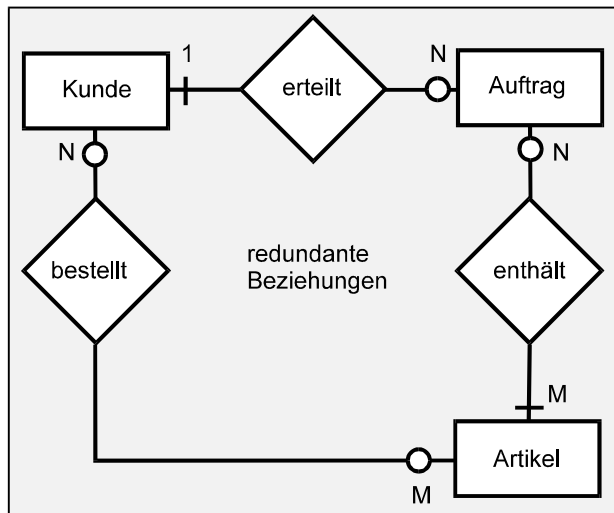 1
N
Kunde
erteilt
Auftrag
N
N
bestellt
redundante
Beziehungen
enthält
M
Artikel
M